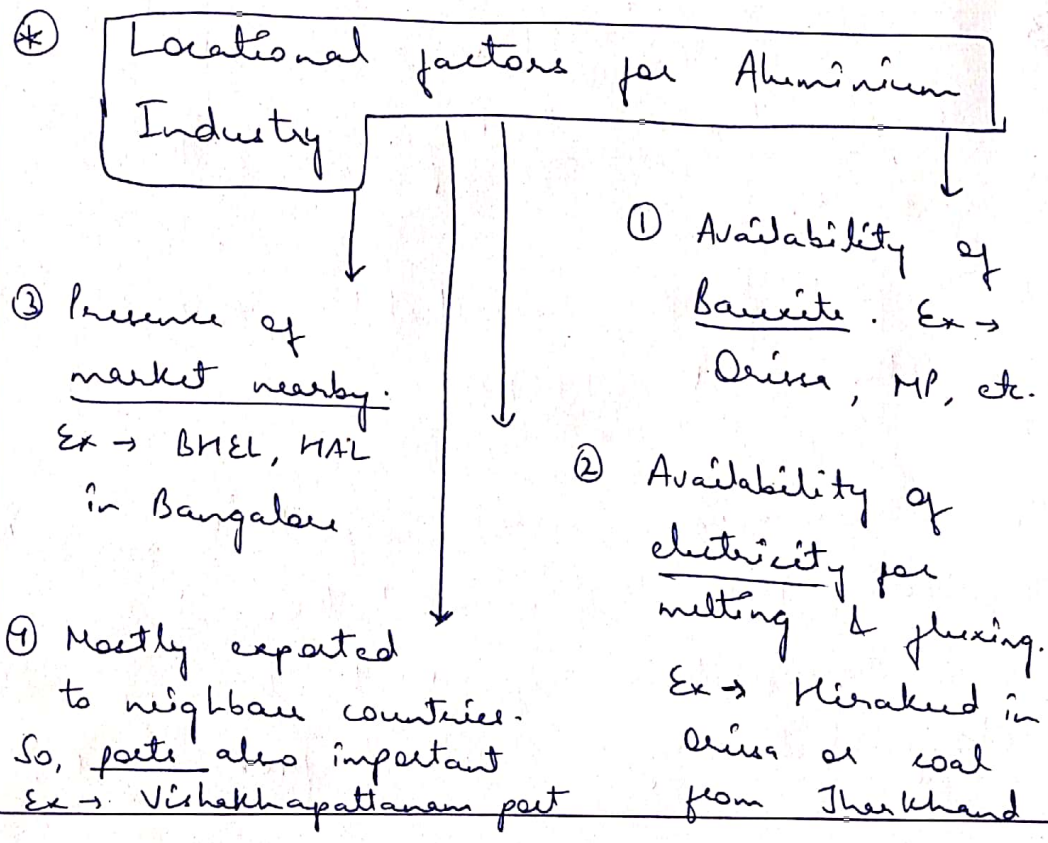 * Locational factors for Aluminium
Industry
① Availability of
Bauxite. Ex →
Orissa, MP, etc.
② Availability of
electricity for
melting & fluxing.
Ex → Hirakud in
Orissa or coal
from Jharkhand
③ Presence of
market nearby.
Ex → BHEL, HAL
in Bangalore
④ Mostly exported
to neighbour countries.
So, ports also important
Ex → Vishakhapattanam port